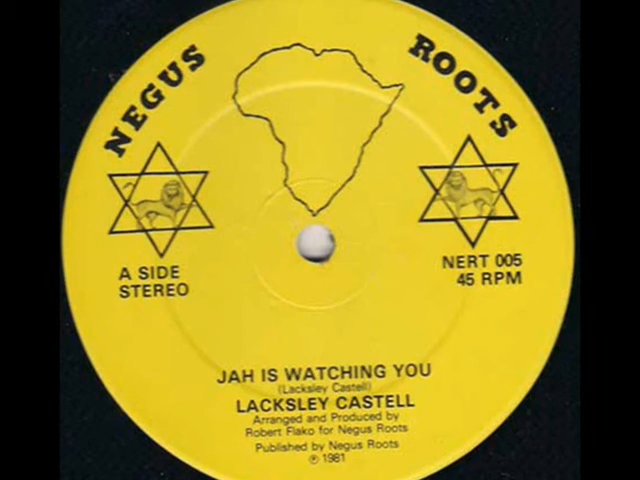 NEGUS ROOTS
A SIDE
STEREO
NERT 005
45 RPM
JAH IS WATCHING YOU
(Lacksley Castell)
LACKSLEY CASTELL
Arranged and Produced by
Robert Flako for Negus Roots
Published by Negus Roots
℗ 1981